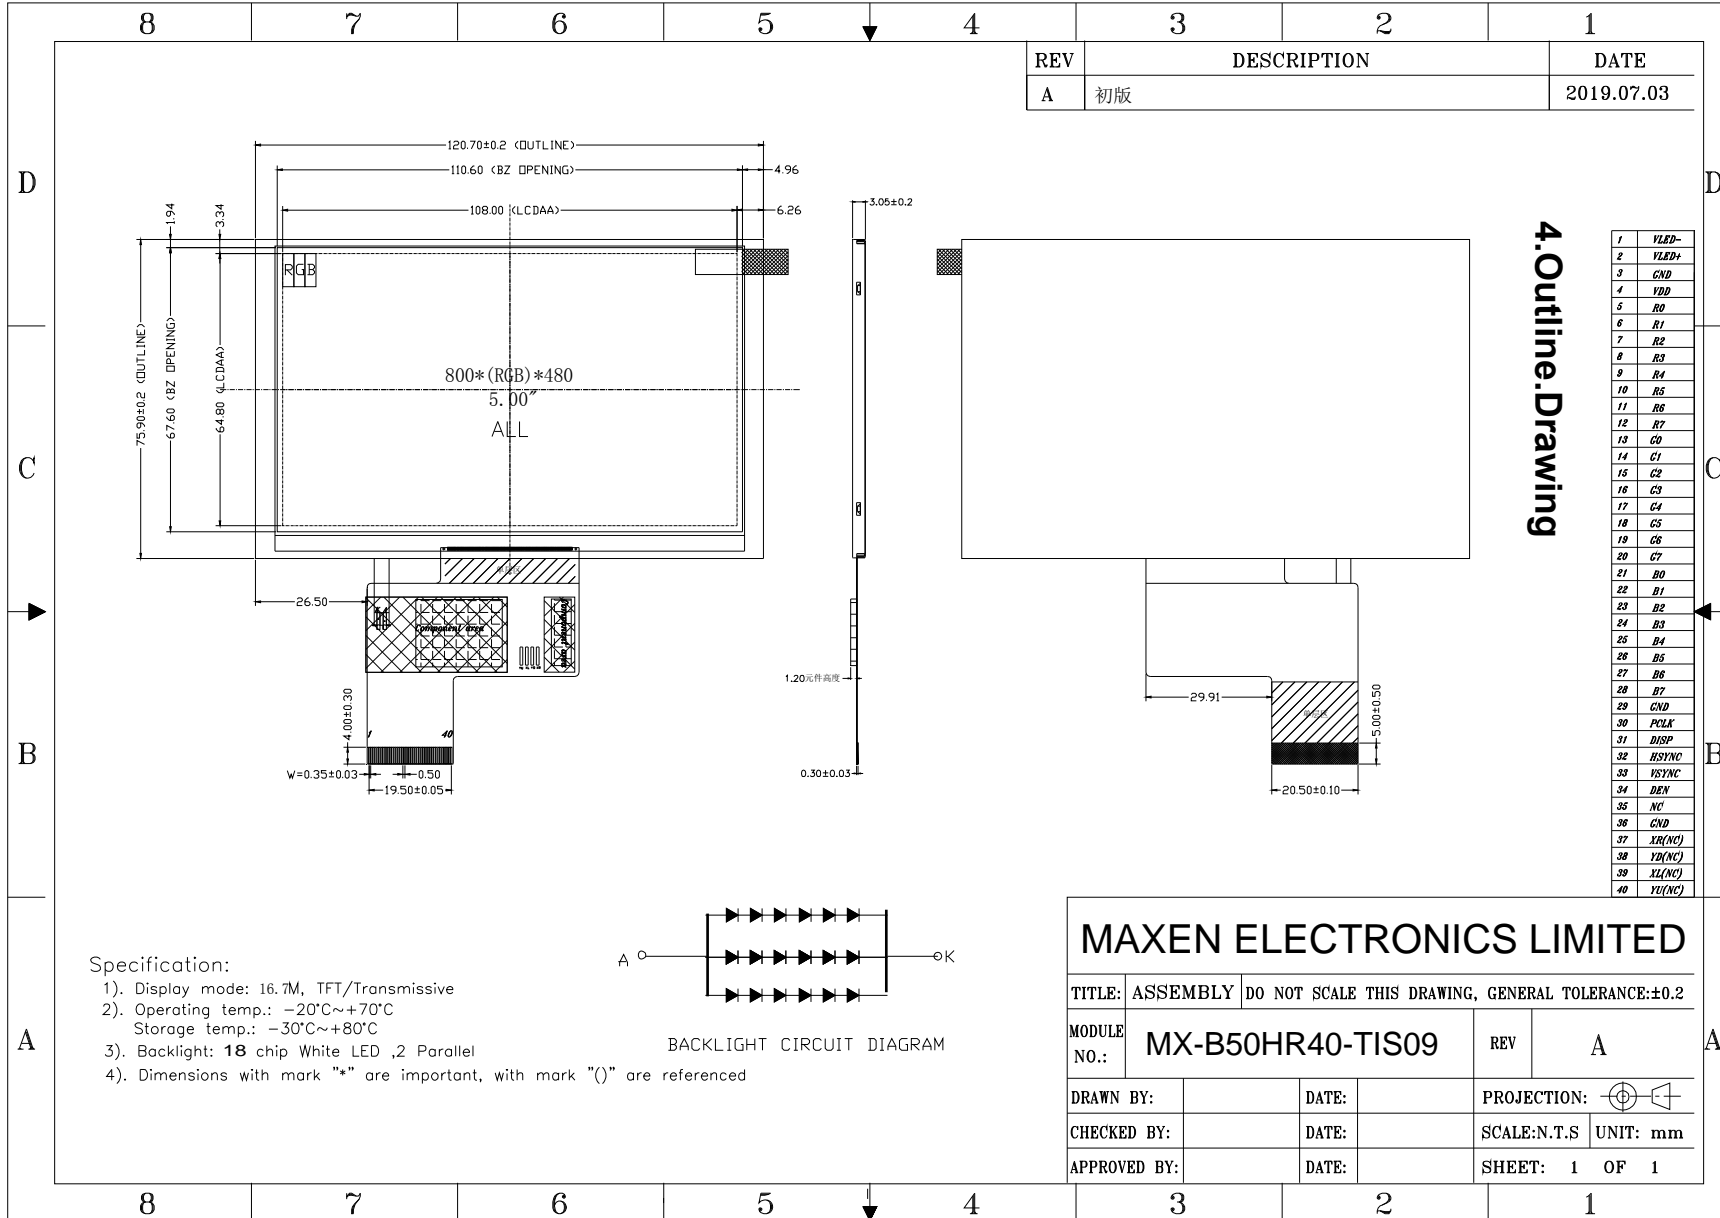 8 7 6 5 4 3 2 1
REV DESCRIPTION DATE
A 初版 2019.07.03
D D
C C
B B
A A
120.70±0.2 (OUTLINE)
110.60 (BZ OPENING) 4.96
108.00 (LCDAA) 6.26
1.94
3.34
75.90±0.2 (OUTLINE)
67.60 (BZ OPENING)
64.80 (LCDAA)
RGB
800*(RGB)*480
5.00"
ALL
3.05±0.2
26.50
Component area
Component area
1 40
4.00±0.30
W=0.35±0.03 0.50
19.50±0.05
1.20元件高度
0.30±0.03
29.91
5.00±0.50
20.50±0.10
4.Outline.Drawing
1 VLED-
2 VLED+
3 GND
4 VDD
5 R0
6 R1
7 R2
8 R3
9 R4
10 R5
11 R6
12 R7
13 G0
14 G1
15 G2
16 G3
17 G4
18 G5
19 G6
20 G7
21 B0
22 B1
23 B2
24 B3
25 B4
26 B5
27 B6
28 B7
29 GND
30 PCLK
31 DISP
32 HSYNC
33 VSYNC
34 DEN
35 NC
36 GND
37 XR(NC)
38 YD(NC)
39 XL(NC)
40 YU(NC)
Specification:
1). Display mode: 16.7M, TFT/Transmissive
2). Operating temp.: -20°C~+70°C
Storage temp.: -30°C~+80°C
3). Backlight: 18 chip White LED ,2 Parallel
4). Dimensions with mark "*" are important, with mark "()" are referenced
A K
BACKLIGHT CIRCUIT DIAGRAM
MAXEN ELECTRONICS LIMITED
TITLE: ASSEMBLY DO NOT SCALE THIS DRAWING, GENERAL TOLERANCE:±0.2
MODULE NO.: MX-B50HR40-TIS09 REV A
DRAWN BY: DATE: PROJECTION:
CHECKED BY: DATE: SCALE:N.T.S UNIT: mm
APPROVED BY: DATE: SHEET: 1 OF 1
8 7 6 5 4 3 2 1